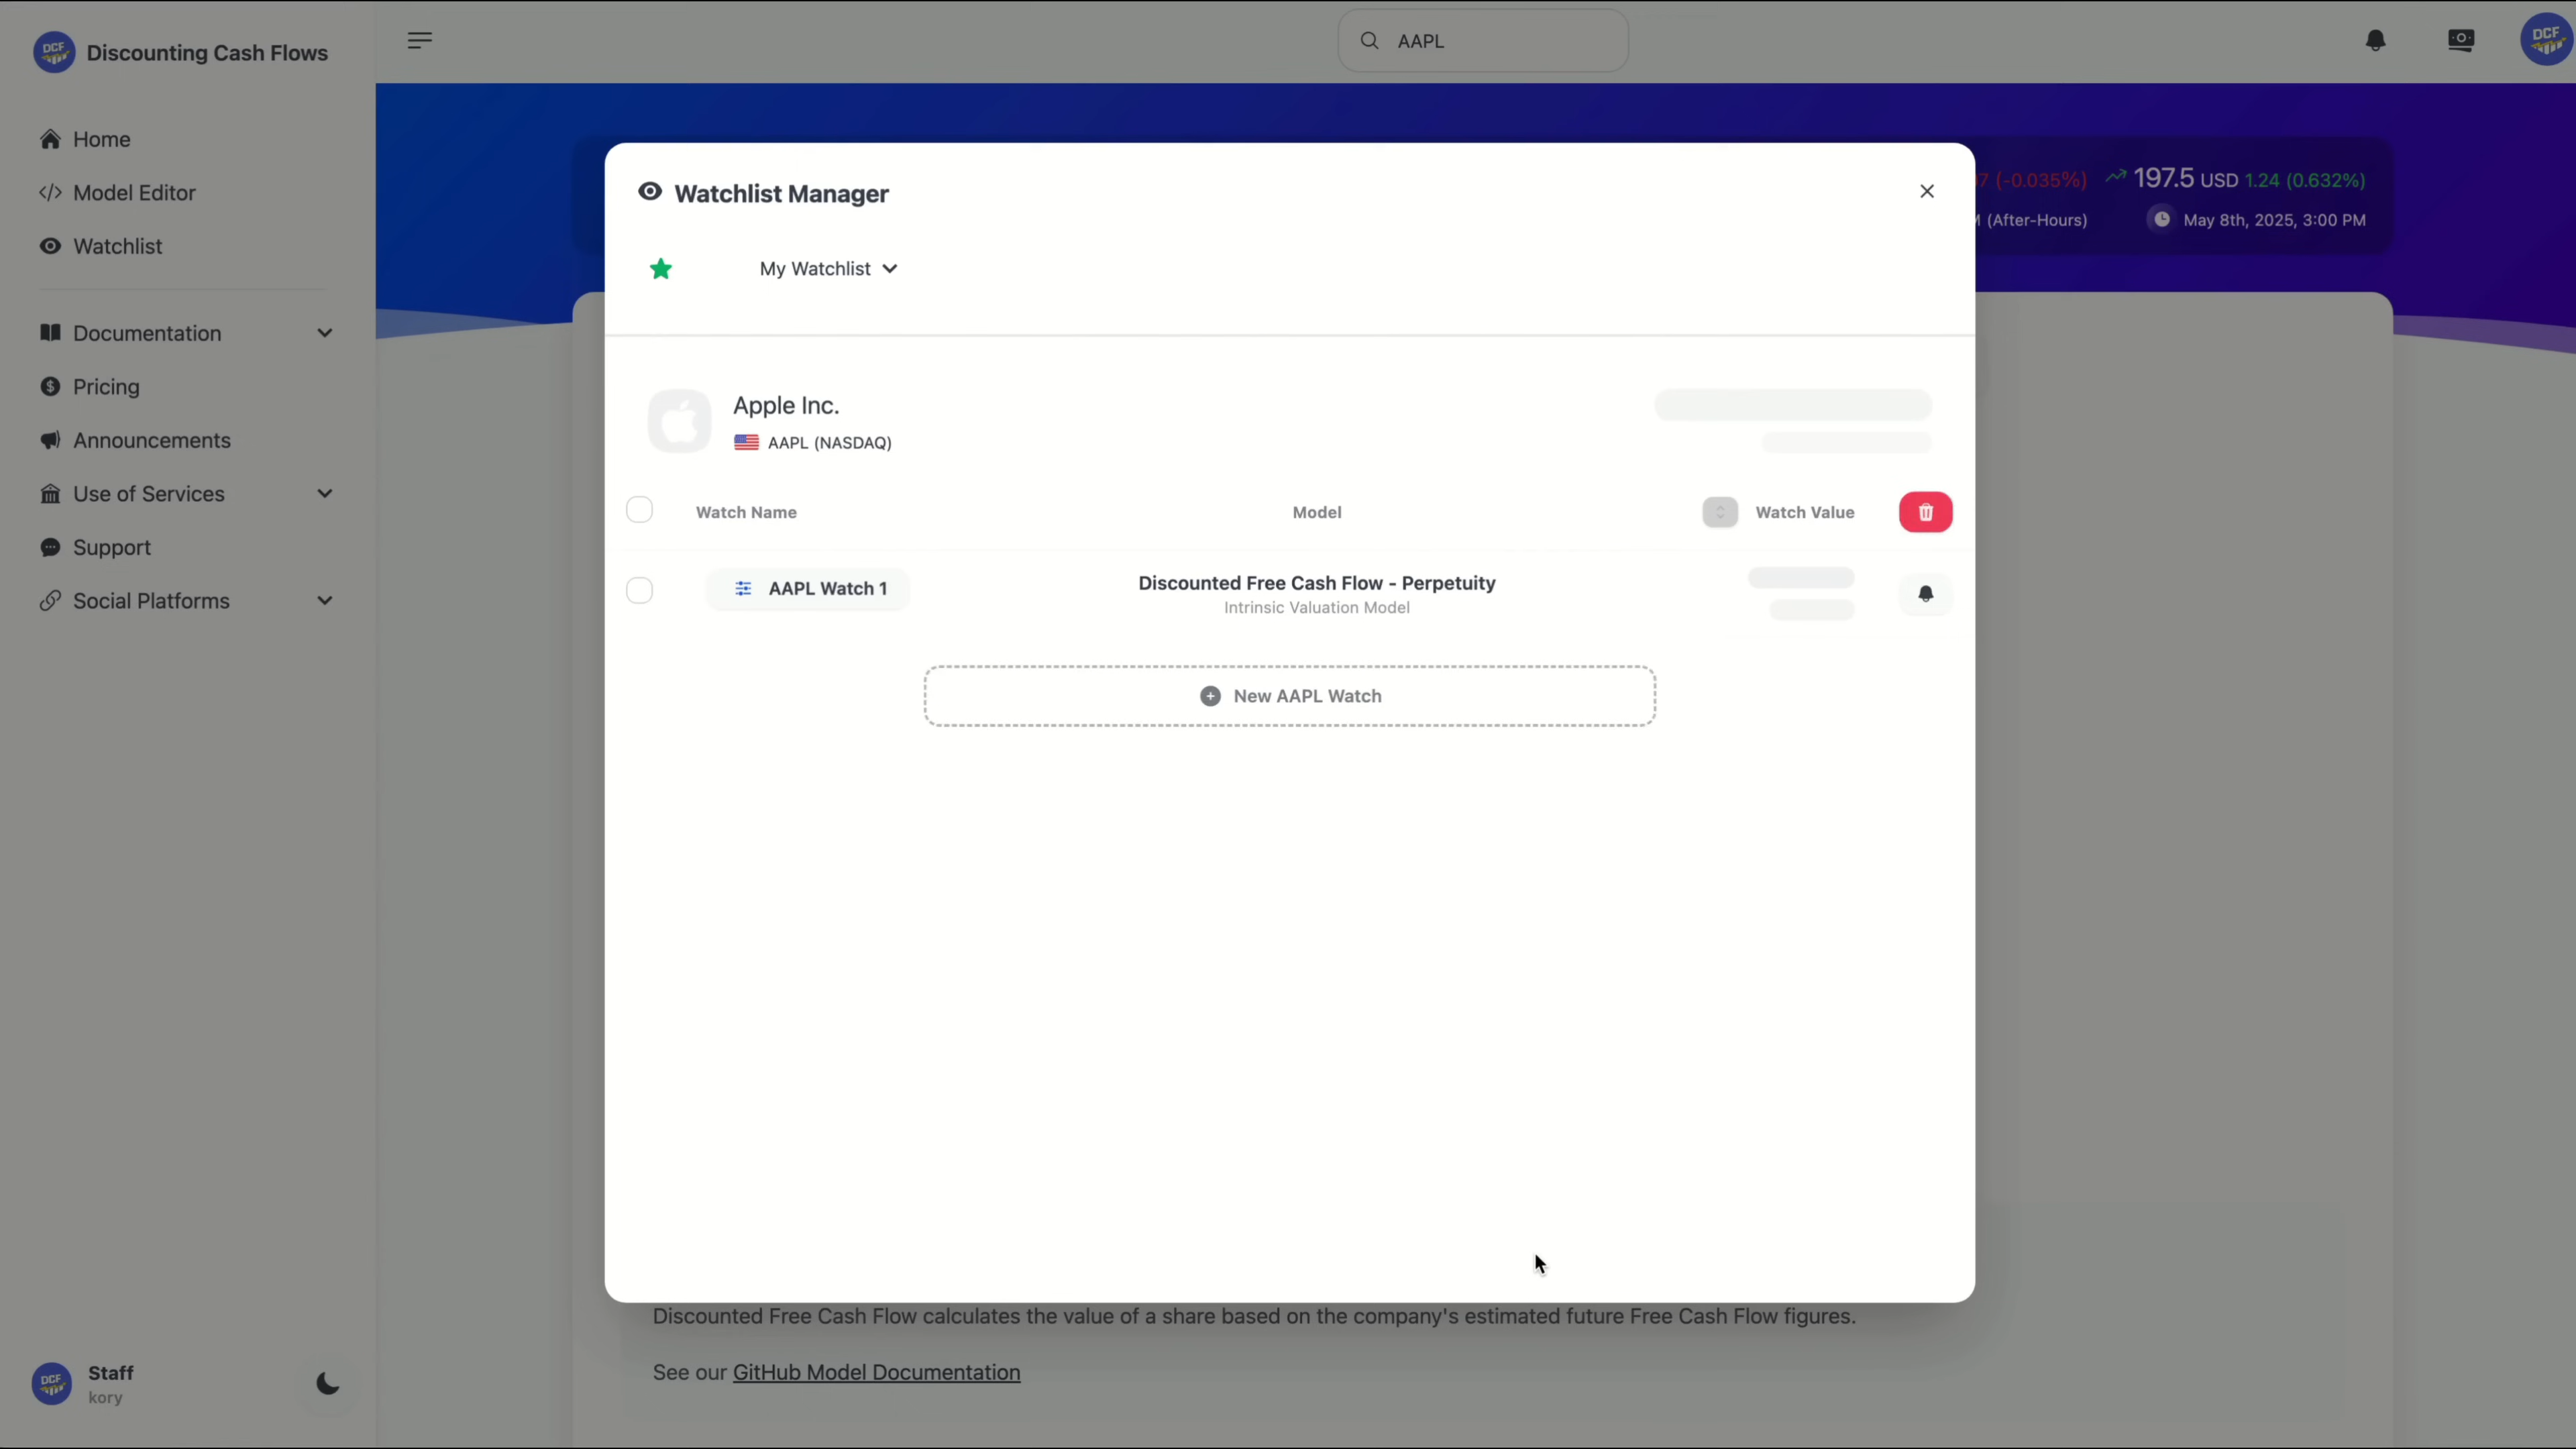 DCF
Discounting Cash Flows
AAPL
DCF
Home
Model Editor
Watchlist
Documentation
Pricing
Announcements
Use of Services
Support
Social Platforms
Watchlist Manager
(-0.035%)
197.5 USD 1.24 (0.632%)
(After-Hours)
May 8th, 2025, 3:00 PM
My Watchlist
Apple Inc.
AAPL (NASDAQ)
Watch Name
Model
Watch Value
AAPL Watch 1
Discounted Free Cash Flow - Perpetuity
Intrinsic Valuation Model
New AAPL Watch
Discounted Free Cash Flow calculates the value of a share based on the company's estimated future Free Cash Flow figures.
See our GitHub Model Documentation
DCF
Staff
kory